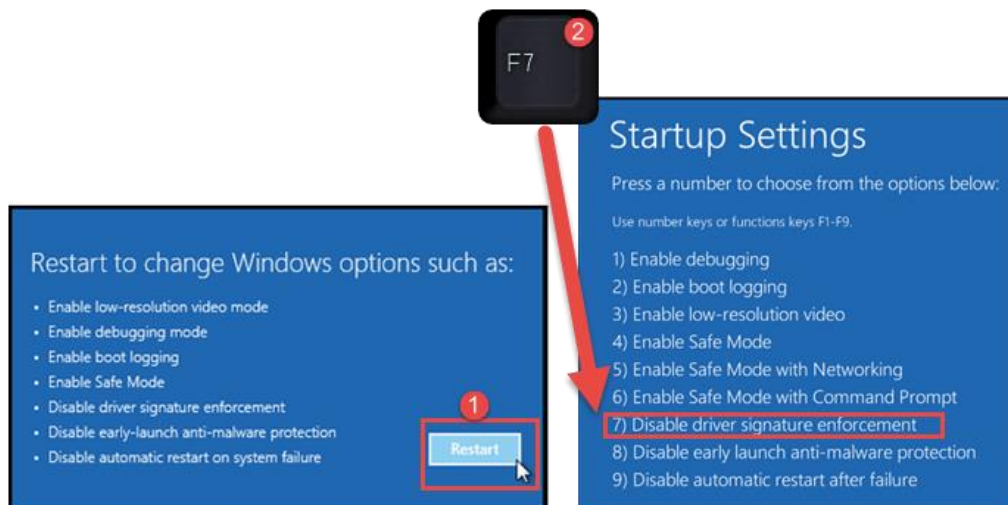 2
F7
Startup Settings
Press a number to choose from the options below:
Use number keys or functions keys F1-F9.
1) Enable debugging
2) Enable boot logging
3) Enable low-resolution video
4) Enable Safe Mode
5) Enable Safe Mode with Networking
6) Enable Safe Mode with Command Prompt
7) Disable driver signature enforcement
8) Disable early launch anti-malware protection
9) Disable automatic restart after failure
Restart to change Windows options such as:
• Enable low-resolution video mode
• Enable debugging mode
• Enable boot logging
• Enable Safe Mode
• Disable driver signature enforcement
• Disable early-launch anti-malware protection
• Disable automatic restart on system failure
1
Restart